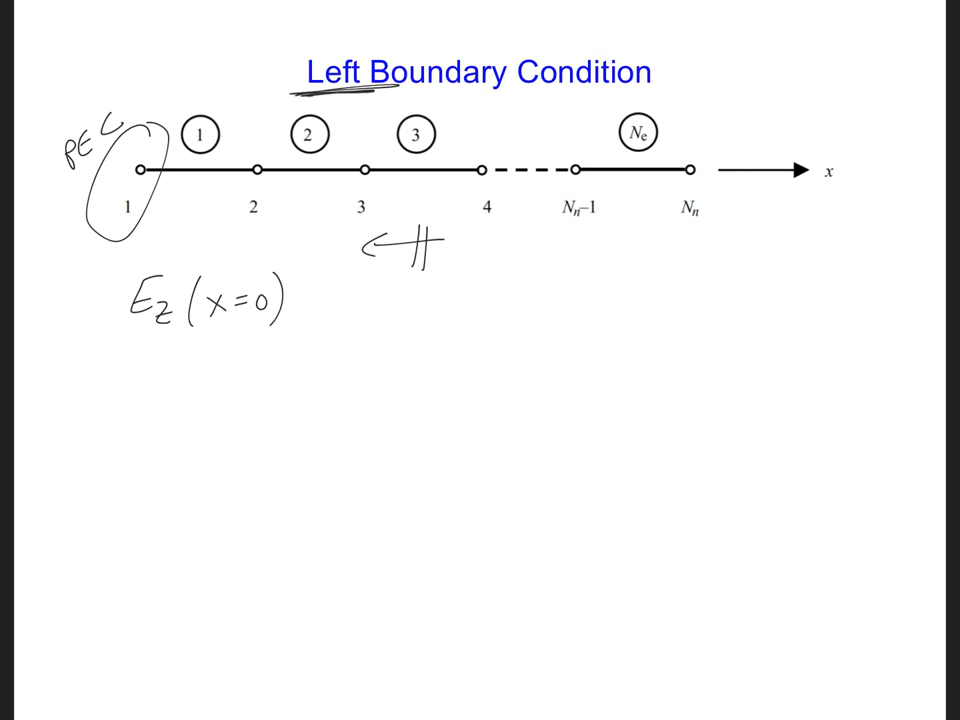 Left Boundary Condition
PEC
1 2 3 Ne
x
1 2 3 4 Nn–1 Nn
Ez(x=0)